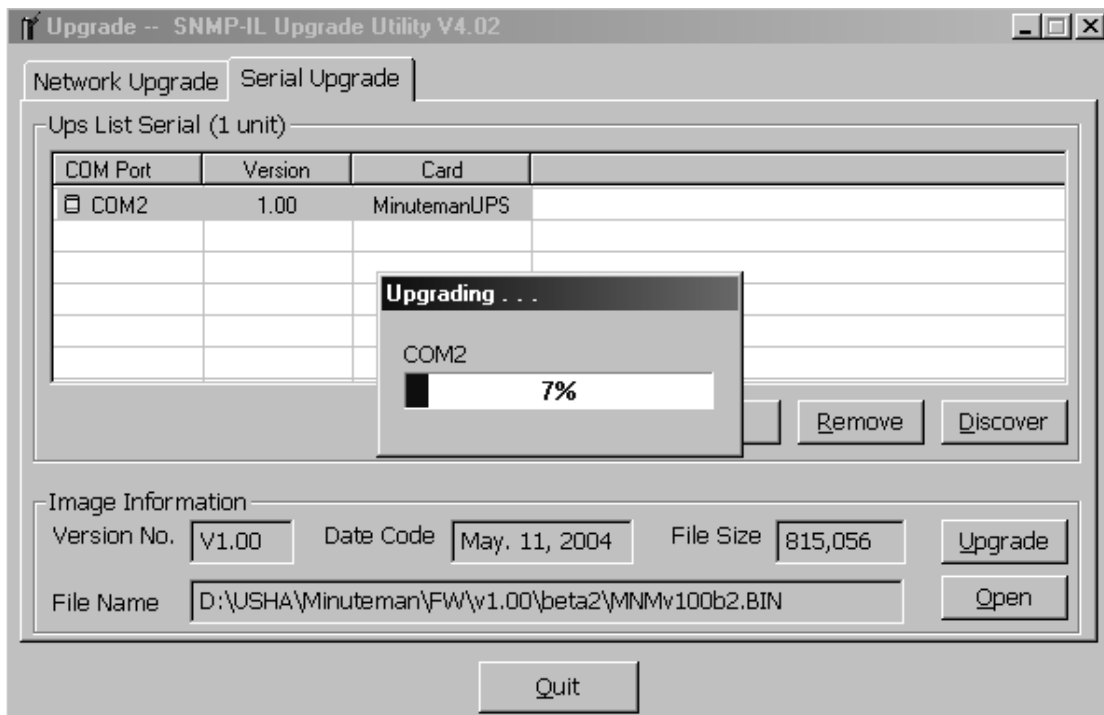 Upgrade -- SNMP-IL Upgrade Utility V4.02
Network Upgrade Serial Upgrade
Ups List Serial (1 unit)
COM Port Version Card
COM2 1.00 MinutemanUPS
Upgrading . . .
COM2
7%
Remove Discover
Image Information
Version No. V1.00 Date Code May. 11, 2004 File Size 815,056 Upgrade
File Name D:\USHA\Minuteman\FW\v1.00\beta2\MNMv100b2.BIN Open
Quit